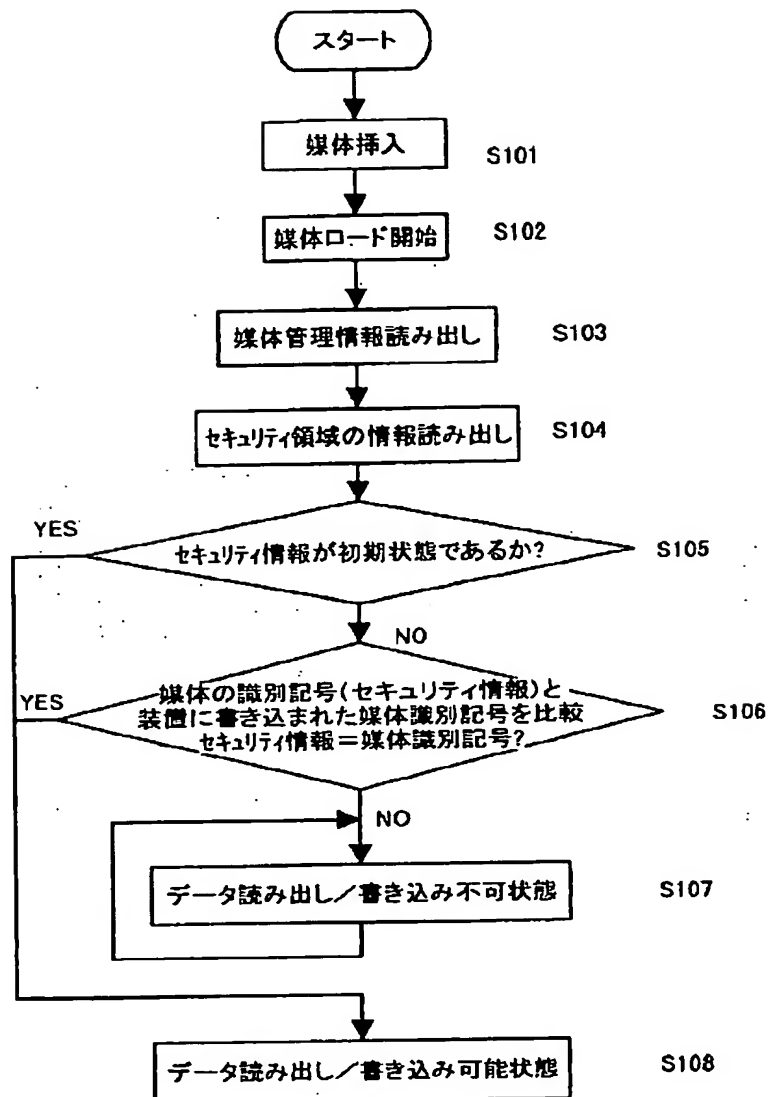 スタート
媒体挿入
S101
媒体ロード開始
S102
媒体管理情報読み出し
S103
セキュリティ領域の情報読み出し
S104
YES
セキュリティ情報が初期状態であるか?
S105
NO
YES
媒体の識別記号(セキュリティ情報)と
装置に書き込まれた媒体識別記号を比較
セキュリティ情報=媒体識別記号?
S106
NO
データ読み出し/書き込み不可状態
S107
データ読み出し/書き込み可能状態
S108